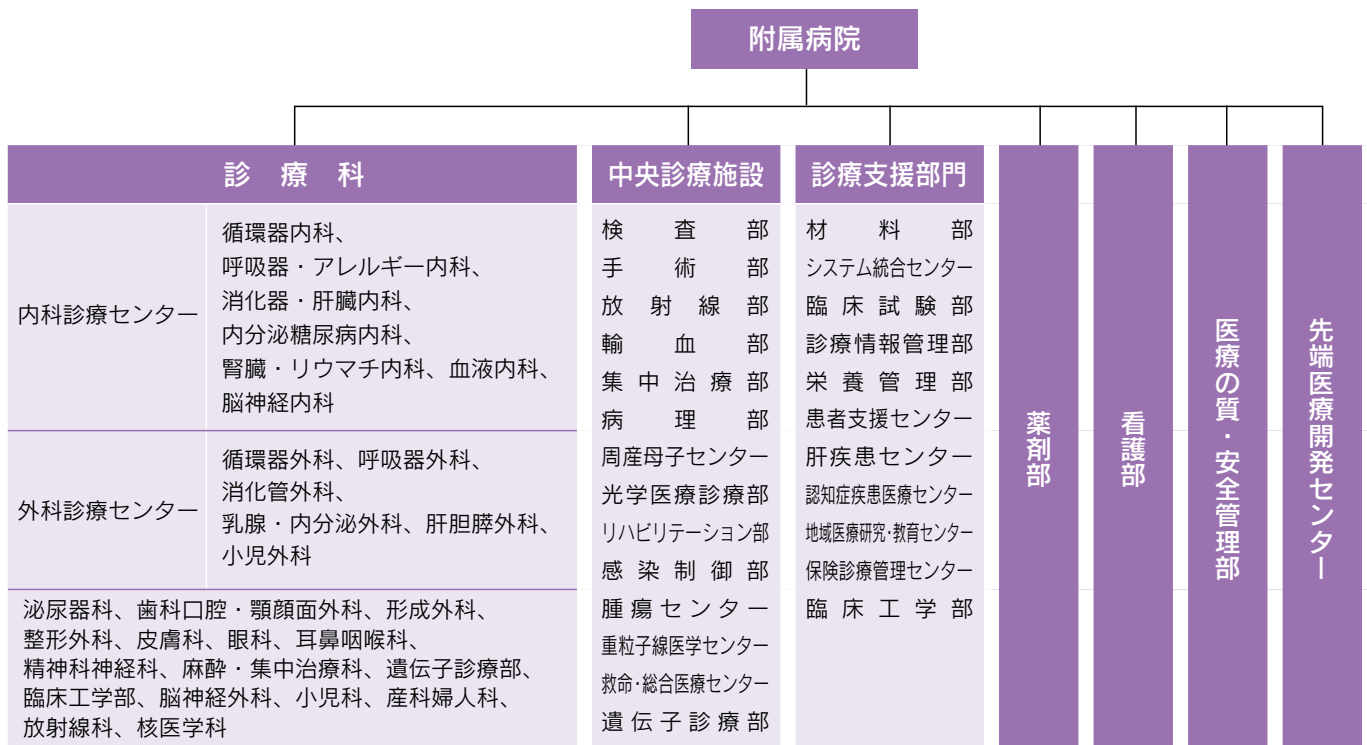 附属病院
診療科
内科診療センター
循環器内科、
呼吸器・アレルギー内科、
消化器・肝臓内科、
内分泌糖尿病内科、
腎臓・リウマチ内科、血液内科、
脳神経内科
外科診療センター
循環器外科、呼吸器外科、
消化管外科、
乳腺・内分泌外科、肝胆膵外科、
小児外科
泌尿器科、歯科口腔・顎顔面外科、形成外科、
整形外科、皮膚科、眼科、耳鼻咽喉科、
精神科神経科、麻酔・集中治療科、遺伝子診療部、
臨床工学部、脳神経外科、小児科、産科婦人科、
放射線科、核医学科
中央診療施設
検査部
手術部
放射線部
輸血部
集中治療部
病理部
周産母子センター
光学医療診療部
リハビリテーション部
感染制御部
腫瘍センター
重粒子線医学センター
救命・総合医療センター
遺伝子診療部
診療支援部門
材料部
システム統合センター
臨床試験部
診療情報管理部
栄養管理部
患者支援センター
肝疾患センター
認知症疾患医療センター
地域医療研究・教育センター
保険診療管理センター
臨床工学部
薬剤部
看護部
医療の質・安全管理部
先端医療開発センター